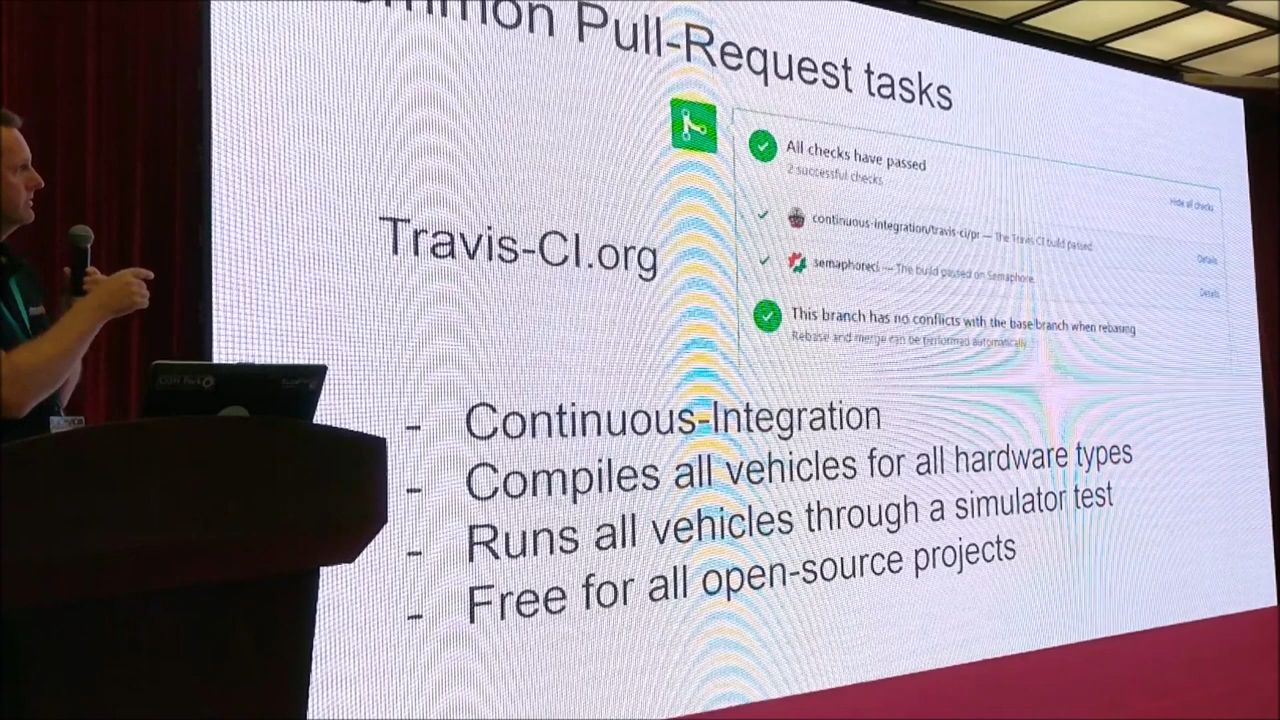 Common Pull-Request tasks
All checks have passed
2 successful checks
Hide all checks
continuous-integration/travis-ci/pr — The Travis CI build passed
Details
semaphoreci — The build passed on Semaphore.
Details
This branch has no conflicts with the base branch when rebasing
Rebase and merge can be performed automatically.
Travis-CI.org
- Continuous-Integration
- Compiles all vehicles for all hardware types
- Runs all vehicles through a simulator test
- Free for all open-source projects